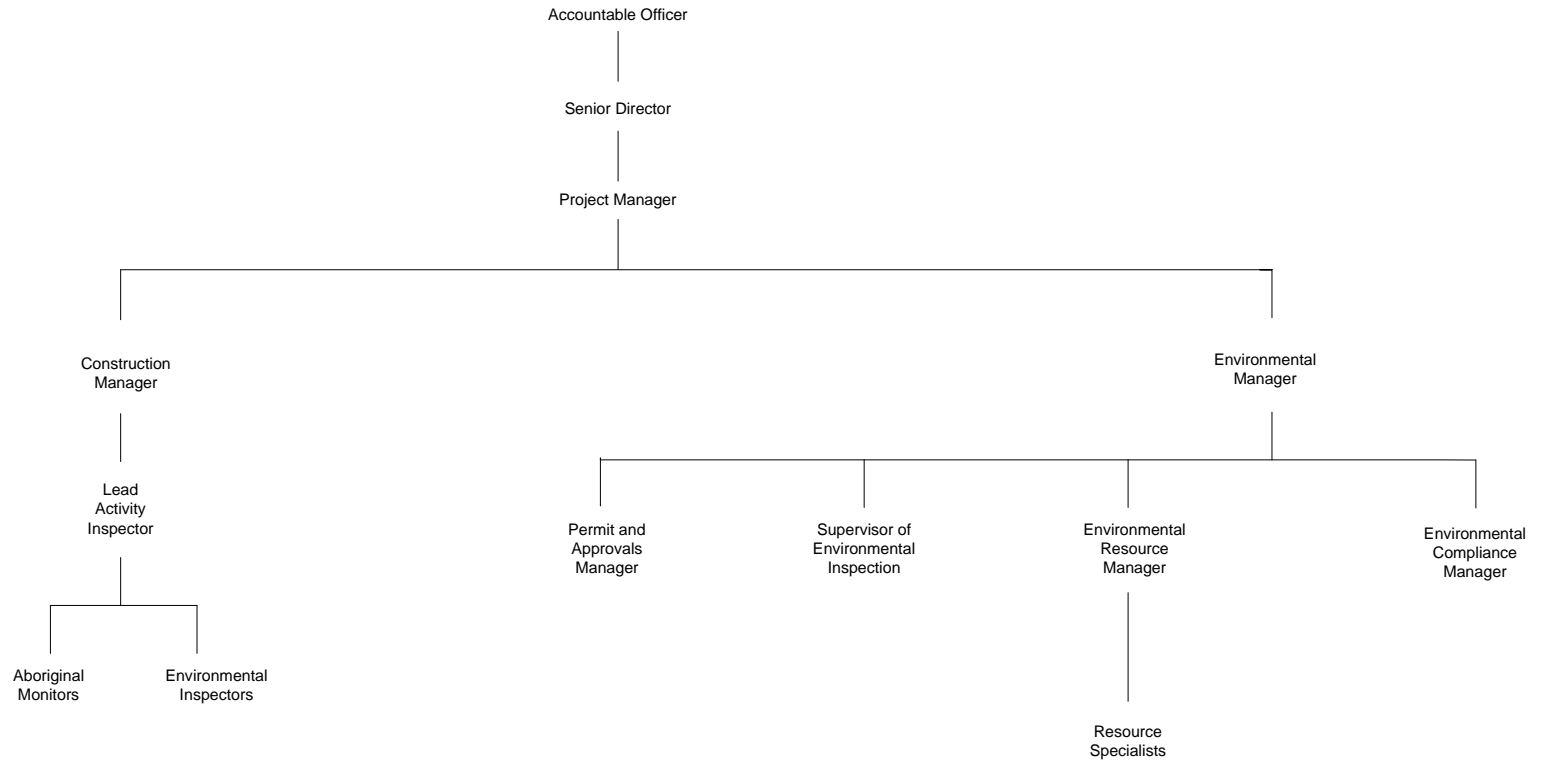 Accountable Officer
Senior Director
Project Manager
Construction
Manager
Environmental
Manager
Lead
Activity
Inspector
Permit and
Approvals
Manager
Supervisor of
Environmental
Inspection
Environmental
Resource
Manager
Environmental
Compliance
Manager
Aboriginal
Monitors
Environmental
Inspectors
Resource
Specialists